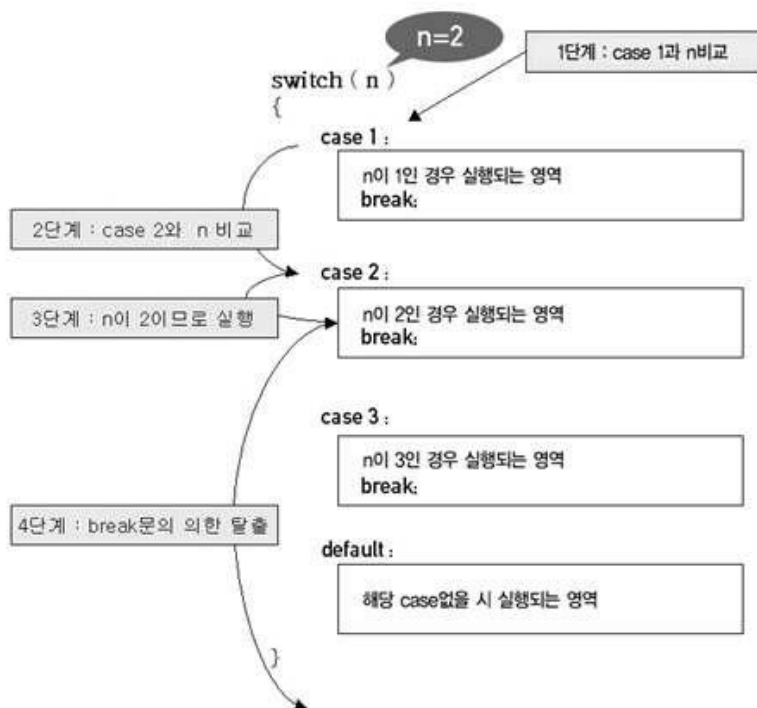 n=2
1단계 : case 1과 n비교
switch ( n )
{
case 1 :
n이 1인 경우 실행되는 영역
break;
2단계 : case 2와 n 비교
case 2 :
3단계 : n이 2이므로 실행
n이 2인 경우 실행되는 영역
break;
case 3 :
n이 3인 경우 실행되는 영역
break;
4단계 : break문의 의한 탈출
default :
해당 case없을 시 실행되는 영역
}